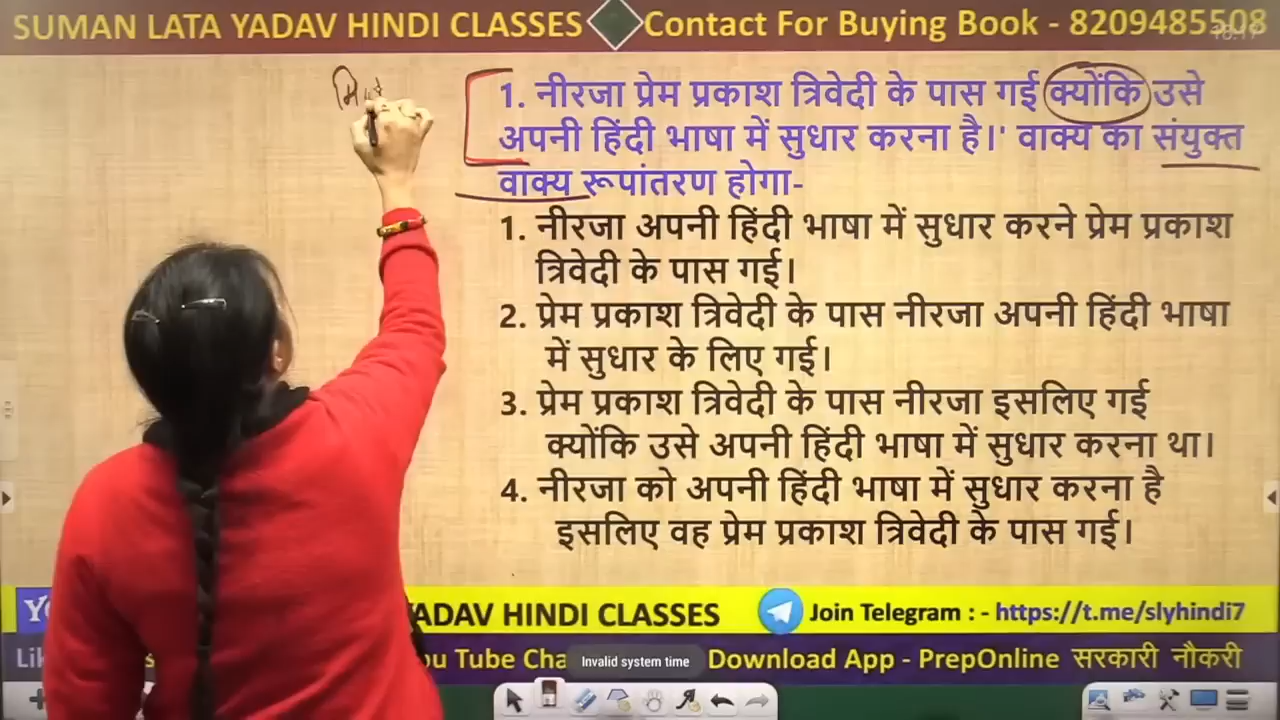 SUMAN LATA YADAV HINDI CLASSES Contact For Buying Book - 8209485508
1. नीरजा प्रेम प्रकाश त्रिवेदी के पास गई क्योंकि उसे
अपनी हिंदी भाषा में सुधार करना है।' वाक्य का संयुक्त
वाक्य रूपांतरण होगा-
1. नीरजा अपनी हिंदी भाषा में सुधार करने प्रेम प्रकाश
त्रिवेदी के पास गई।
2. प्रेम प्रकाश त्रिवेदी के पास नीरजा अपनी हिंदी भाषा
में सुधार के लिए गई।
3. प्रेम प्रकाश त्रिवेदी के पास नीरजा इसलिए गई
क्योंकि उसे अपनी हिंदी भाषा में सुधार करना था।
4. नीरजा को अपनी हिंदी भाषा में सुधार करना है
इसलिए वह प्रेम प्रकाश त्रिवेदी के पास गई।
ADAV HINDI CLASSES Join Telegram : - https://t.me/slyhindi7
Tube Download App - PrepOnline सरकारी नौकरी
Invalid system time